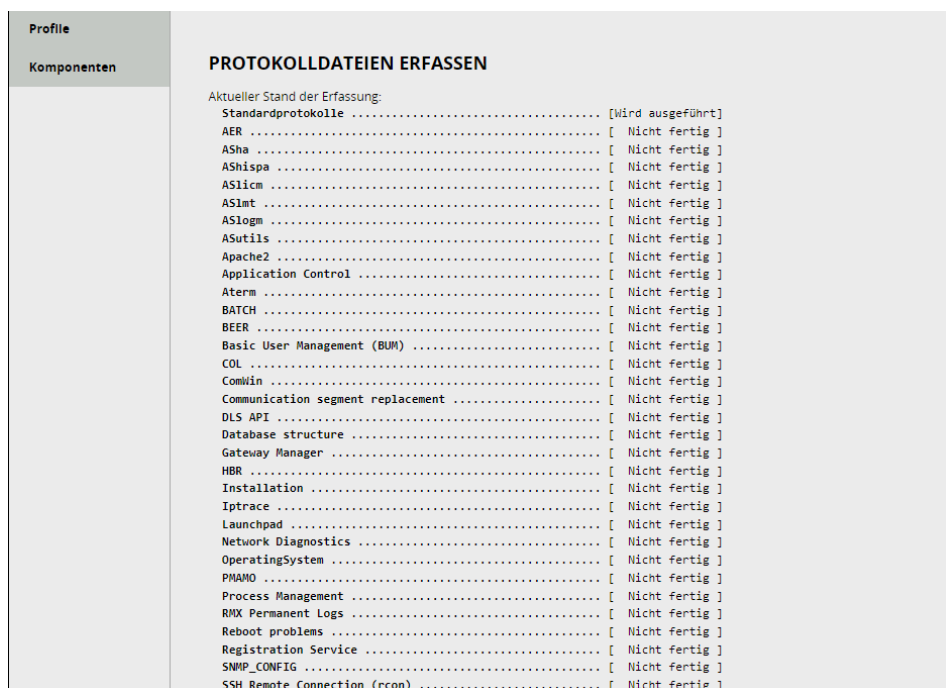 Profile
Komponenten
PROTOKOLLDATEIEN ERFASSEN
Aktueller Stand der Erfassung:
Standardprotokolle ..................................... [Wird ausgeführt]
AER .................................................... [ Nicht fertig ]
ASha ................................................... [ Nicht fertig ]
AShispa ................................................ [ Nicht fertig ]
ASlicm ................................................. [ Nicht fertig ]
ASlmt .................................................. [ Nicht fertig ]
ASlogm ................................................. [ Nicht fertig ]
ASutils ................................................ [ Nicht fertig ]
Apache2 ................................................ [ Nicht fertig ]
Application Control .................................... [ Nicht fertig ]
Aterm .................................................. [ Nicht fertig ]
BATCH .................................................. [ Nicht fertig ]
BEER ................................................... [ Nicht fertig ]
Basic User Management (BUM) ............................ [ Nicht fertig ]
COL .................................................... [ Nicht fertig ]
ComWin ................................................. [ Nicht fertig ]
Communication segment replacement ...................... [ Nicht fertig ]
DLS API ................................................ [ Nicht fertig ]
Database structure ..................................... [ Nicht fertig ]
Gateway Manager ........................................ [ Nicht fertig ]
HBR .................................................... [ Nicht fertig ]
Installation ........................................... [ Nicht fertig ]
Iptrace ................................................ [ Nicht fertig ]
Launchpad .............................................. [ Nicht fertig ]
Network Diagnostics .................................... [ Nicht fertig ]
OperatingSystem ........................................ [ Nicht fertig ]
PMAMO .................................................. [ Nicht fertig ]
Process Management ..................................... [ Nicht fertig ]
RMX Permanent Logs ..................................... [ Nicht fertig ]
Reboot problems ........................................ [ Nicht fertig ]
Registration Service ................................... [ Nicht fertig ]
SNMP_CONFIG ............................................ [ Nicht fertig ]
SSH Remote Connection (rcon) ........................... [ Nicht fertig ]